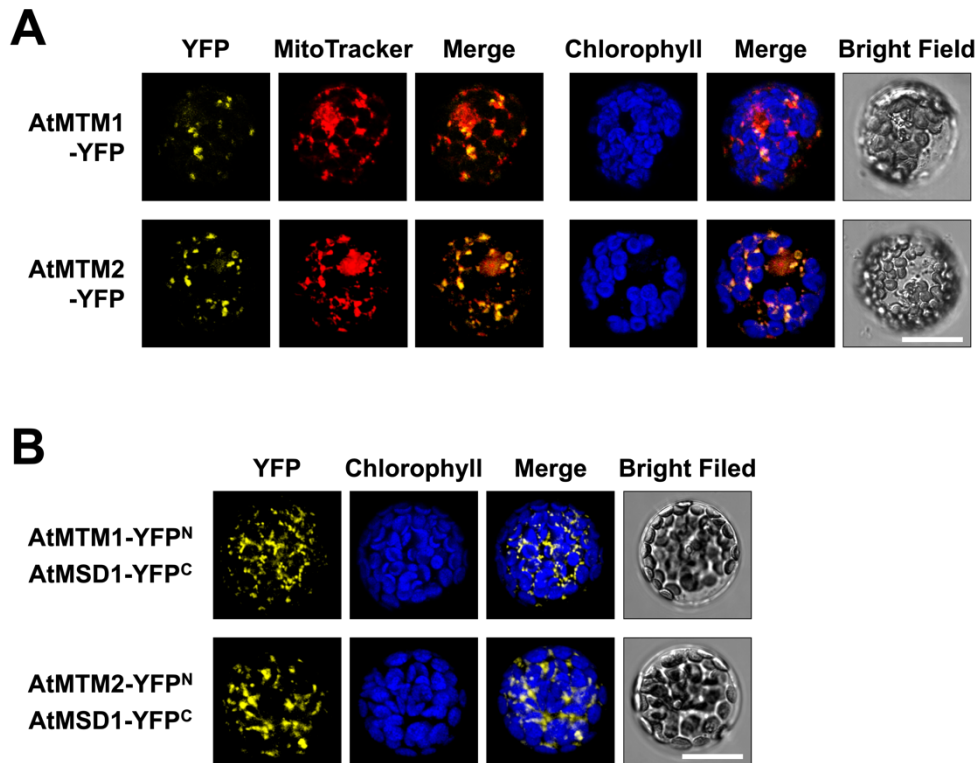 A
YFP MitoTracker Merge Chlorophyll Merge Bright Field
AtMTM1
-YFP
AtMTM2
-YFP
B
YFP Chlorophyll Merge Bright Filed
AtMTM1-YFPᴺ
AtMSD1-YFPᶜ
AtMTM2-YFPᴺ
AtMSD1-YFPᶜ